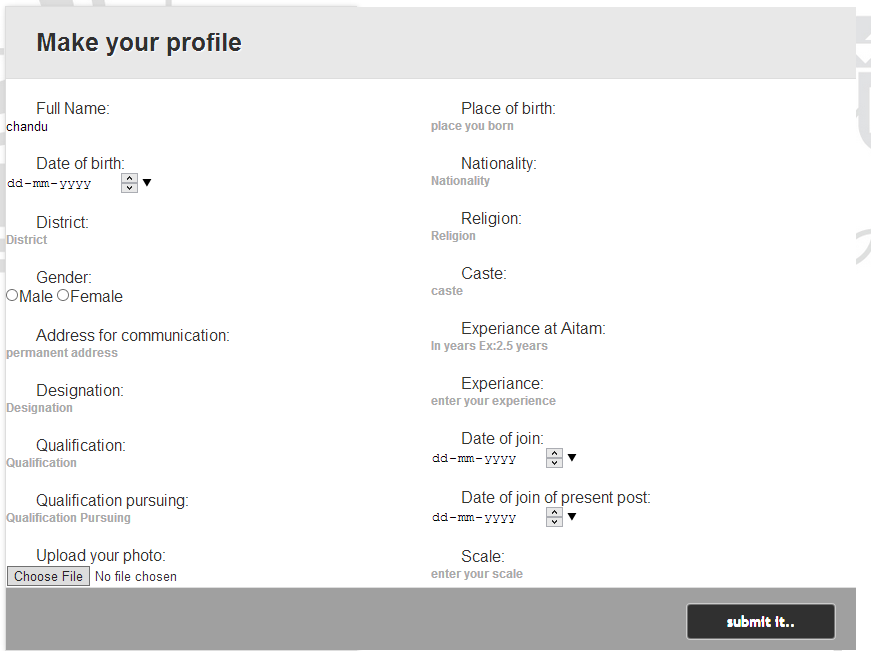 Make your profile
Full Name:
chandu
Date of birth:
dd-mm-yyyy
District:
District
Gender:
Male Female
Address for communication:
permanent address
Designation:
Designation
Qualification:
Qualification
Qualification pursuing:
Qualification Pursuing
Upload your photo:
Choose File No file chosen
Place of birth:
place you born
Nationality:
Nationality
Religion:
Religion
Caste:
caste
Experiance at Aitam:
In years Ex:2.5 years
Experiance:
enter your experience
Date of join:
dd-mm-yyyy
Date of join of present post:
dd-mm-yyyy
Scale:
enter your scale
submit it..